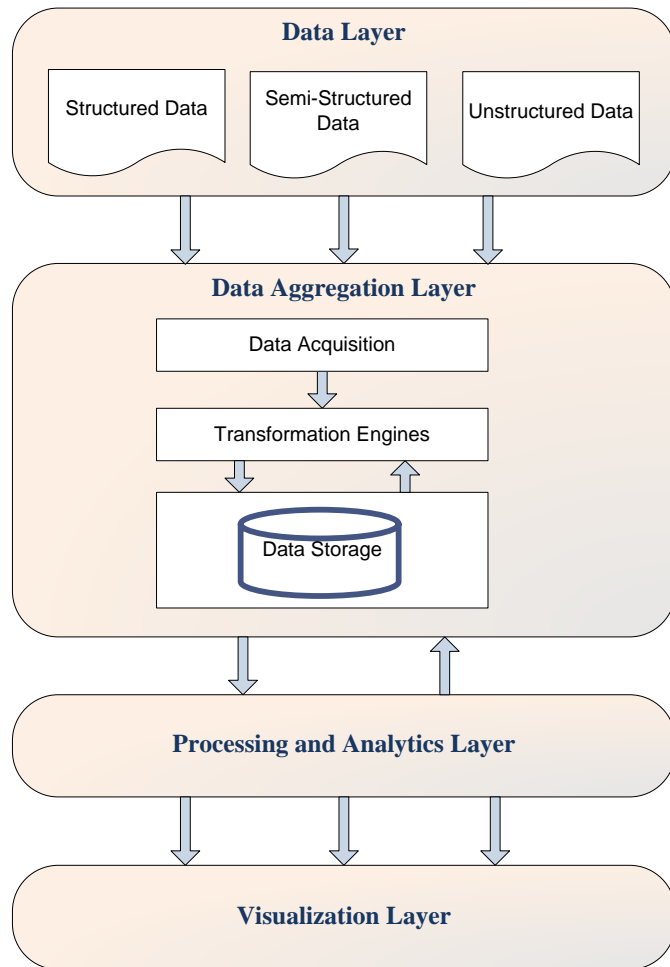 Data Layer
Structured Data
Semi-Structured
Data
Unstructured Data
Data Aggregation Layer
Data Acquisition
Transformation Engines
Data Storage
Processing and Analytics Layer
Visualization Layer